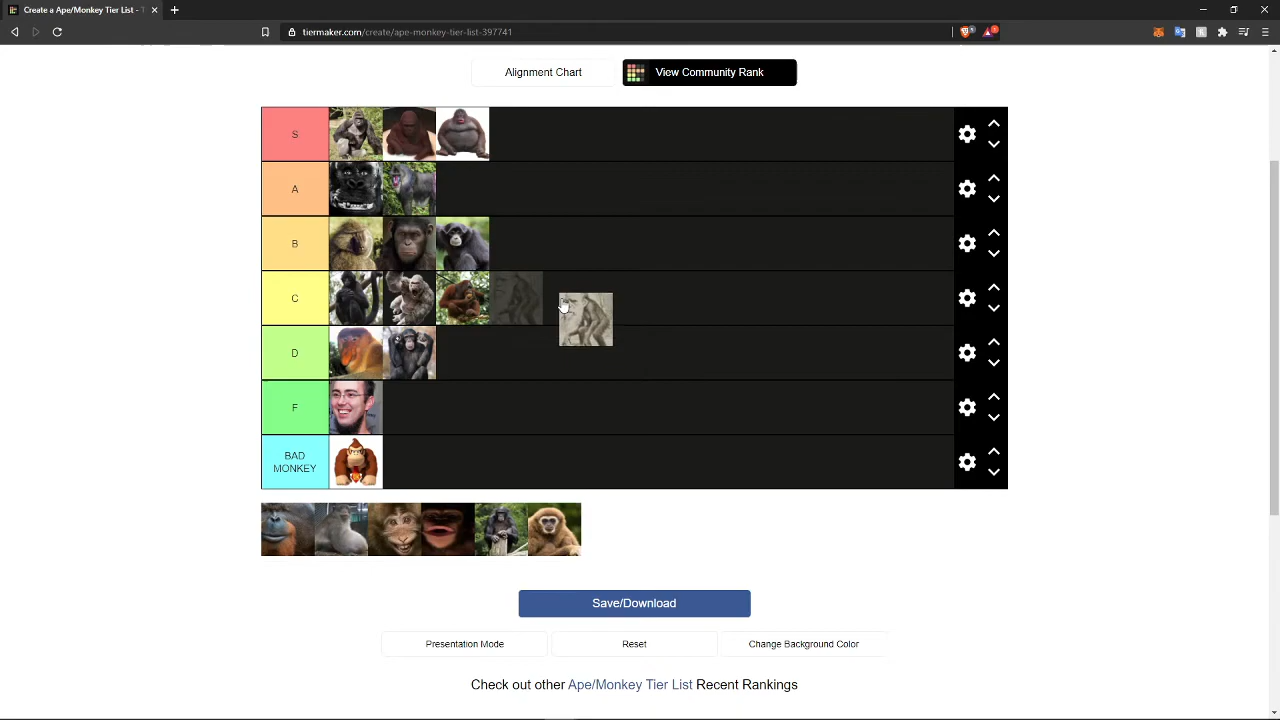 Create a Ape/Monkey Tier List - T
tiermaker.com/create/ape-monkey-tier-list-397741
Alignment Chart
View Community Rank
S
A
B
C
D
F
BAD
MONKEY
Save/Download
Presentation Mode
Reset
Change Background Color
Check out other Ape/Monkey Tier List Recent Rankings